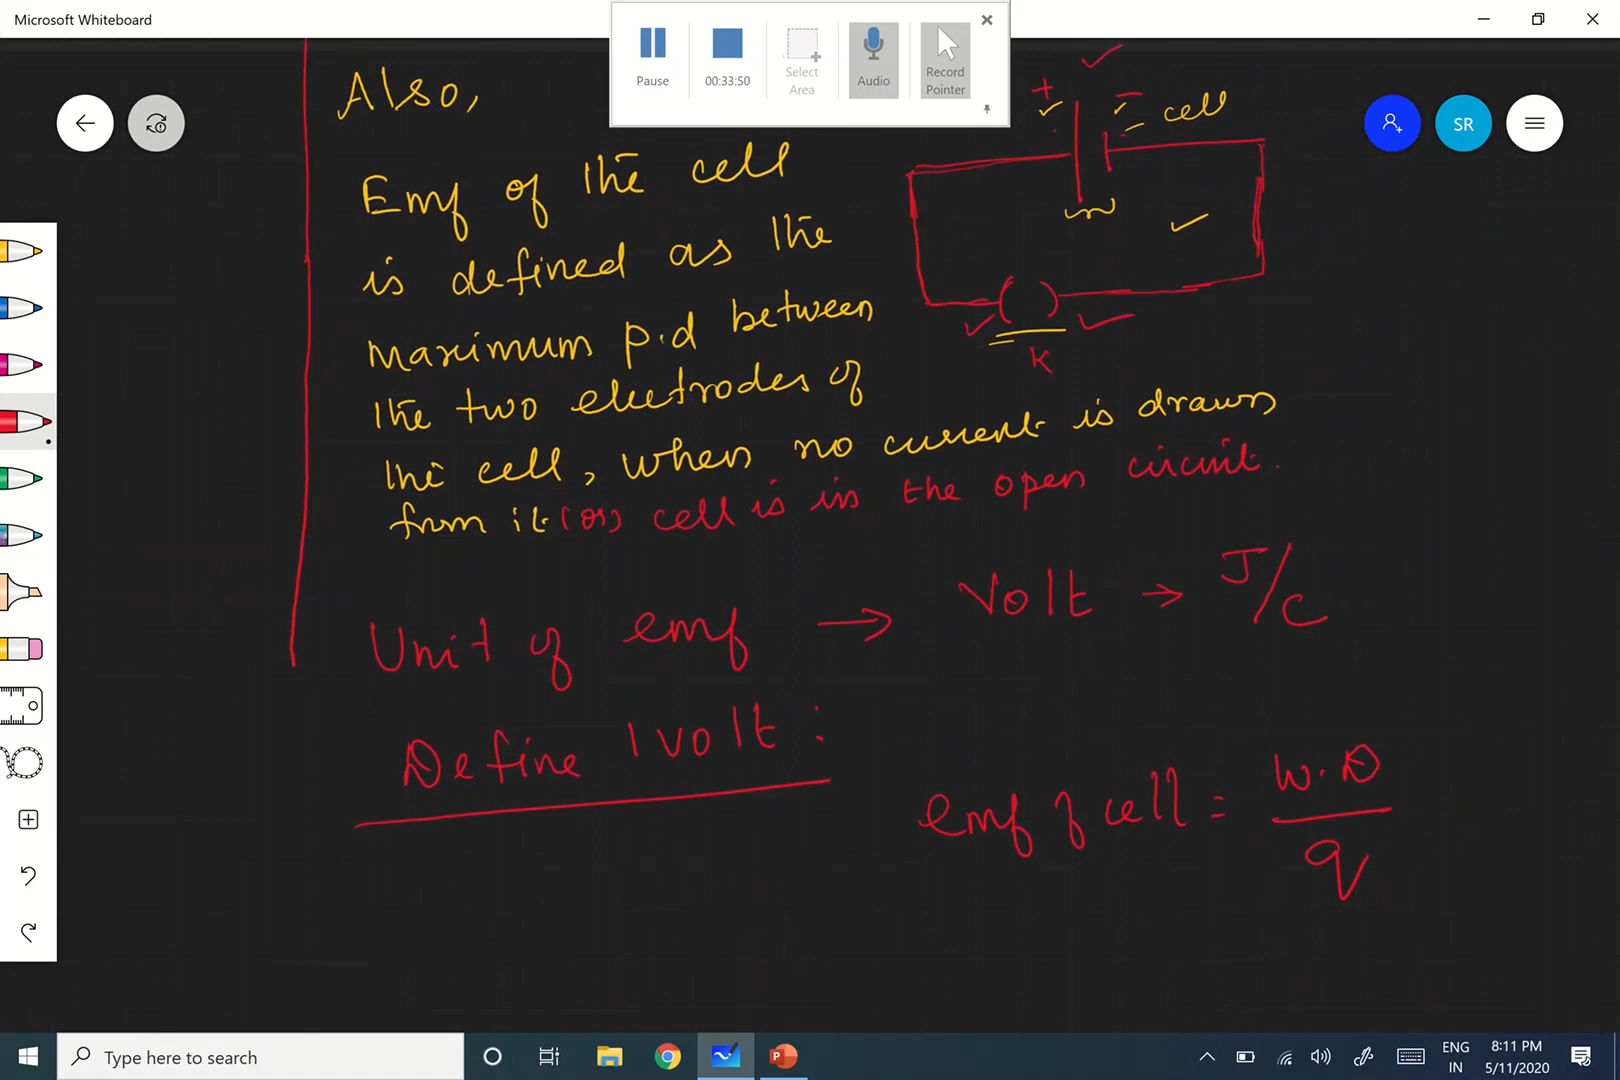 Microsoft Whiteboard
Pause
00:33:50
Select Area
Audio
Record Pointer
SR
Also,
Emf of the cell
is defined as the
maximum p.d between
the two electrodes of
the cell, when no current is drawn
from it (or) cell is in the open circuit.
+
-
cell
K
Unit of emf → Volt → J/C
Define 1 volt :
emf of cell = W.D
q
Type here to search
ENG
IN
8:11 PM
5/11/2020